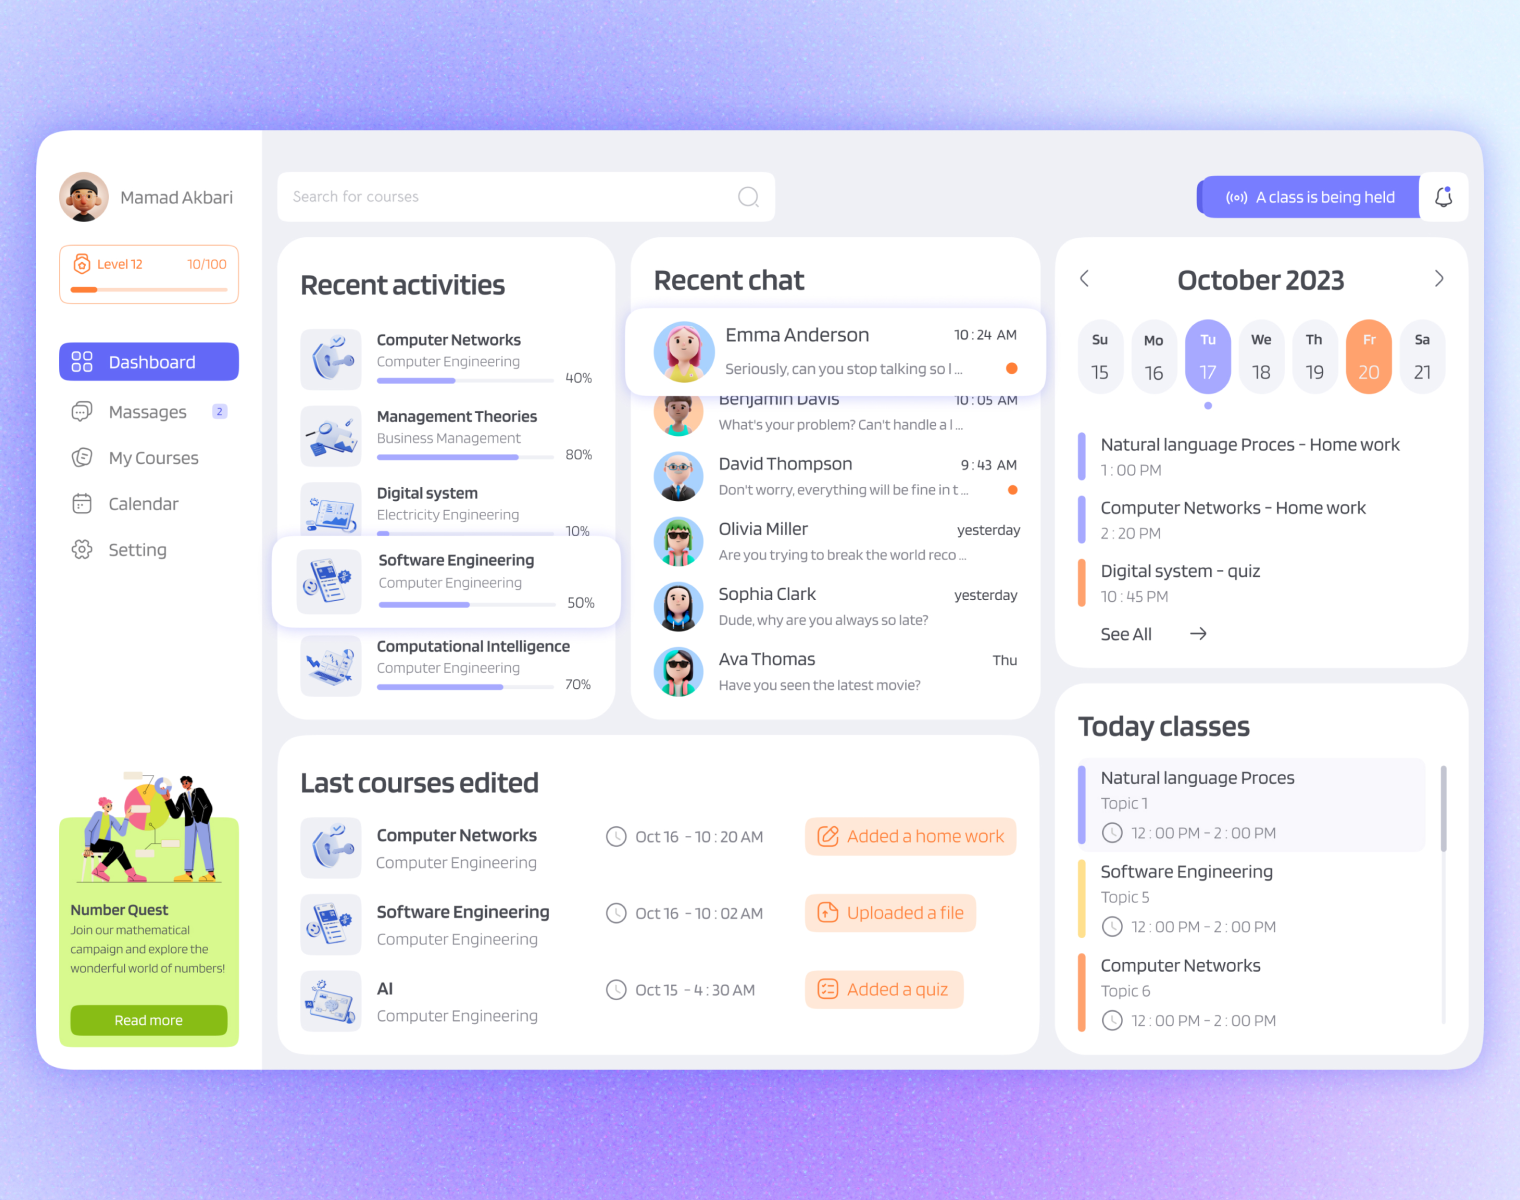 Mamad Akbari
Level 12 10/100
Dashboard
Massages 2
My Courses
Calendar
Setting
Number Quest
Join our mathematical
campaign and explore the
wonderful world of numbers!
Read more
Search for courses
A class is being held
Recent activities
Computer Networks
Computer Engineering
40%
Management Theories
Business Management
80%
Digital system
Electricity Engineering
10%
Software Engineering
Computer Engineering
50%
Computational Intelligence
Computer Engineering
70%
Recent chat
Emma Anderson 10:24 AM
Seriously, can you stop talking so l ...
Benjamin Davis 10:05 AM
What's your problem? Can't handle a l ...
David Thompson 9:43 AM
Don't worry, everything will be fine in t ...
Olivia Miller yesterday
Are you trying to break the world reco ...
Sophia Clark yesterday
Dude, why are you always so late?
Ava Thomas Thu
Have you seen the latest movie?
October 2023
Su Mo Tu We Th Fr Sa
15 16 17 18 19 20 21
Natural language Proces - Home work
1:00 PM
Computer Networks - Home work
2:20 PM
Digital system - quiz
10:45 PM
See All
Last courses edited
Computer Networks
Computer Engineering
Oct 16 - 10:20 AM
Added a home work
Software Engineering
Computer Engineering
Oct 16 - 10:02 AM
Uploaded a file
AI
Computer Engineering
Oct 15 - 4:30 AM
Added a quiz
Today classes
Natural language Proces
Topic 1
12:00 PM - 2:00 PM
Software Engineering
Topic 5
12:00 PM - 2:00 PM
Computer Networks
Topic 6
12:00 PM - 2:00 PM